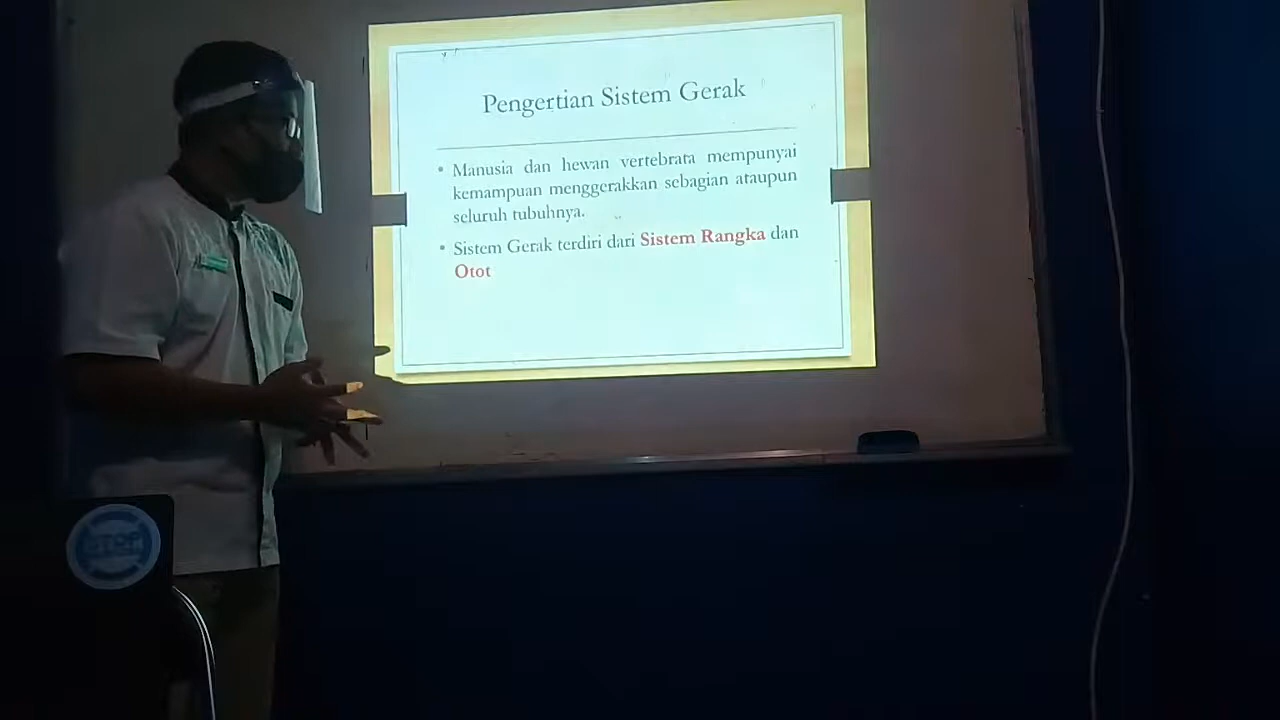 Pengertian Sistem Gerak
• Manusia dan hewan vertebrata mempunyai
kemampuan menggerakkan sebagian ataupun
seluruh tubuhnya.
• Sistem Gerak terdiri dari Sistem Rangka dan
Otot